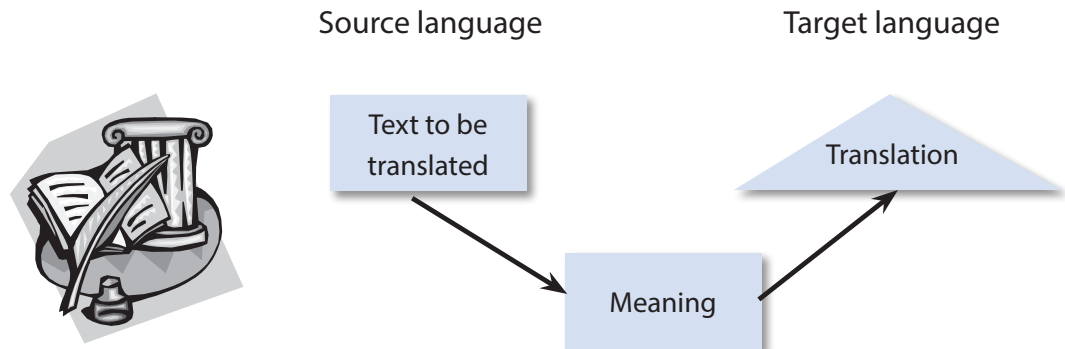 Source language
Target language
Text to be
translated
Translation
Meaning